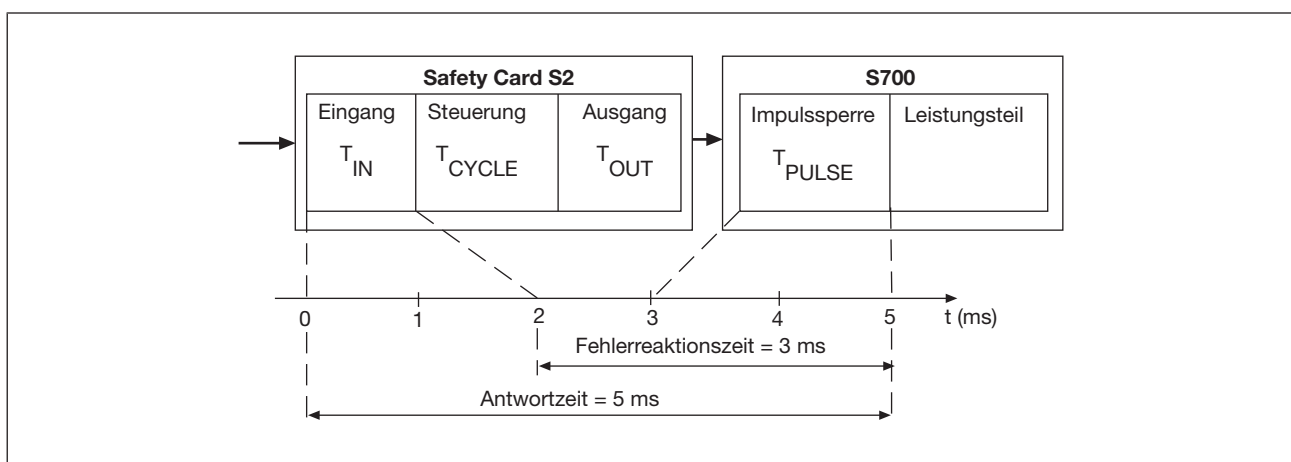 Safety Card S2
S700
Eingang
Steuerung
Ausgang
Impulssperre
Leistungsteil
T_IN
T_CYCLE
T_OUT
T_PULSE
0
1
2
3
4
5
t (ms)
Fehlerreaktionszeit = 3 ms
Antwortzeit = 5 ms